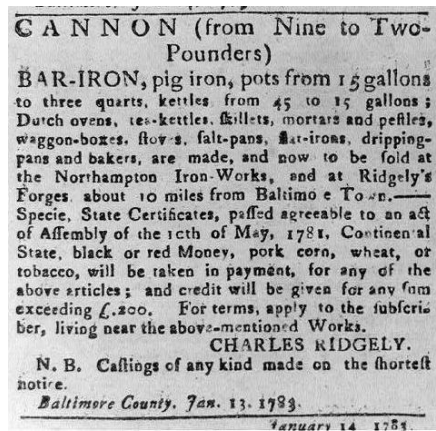 CANNON (from Nine to Two-
Pounders)
BAR-IRON, pig iron, pots from 15 gallons
to three quarts, kettles from 45 to 15 gallons;
Dutch ovens, tea-kettles, ſkillets, mortars and peſtles,
waggon-boxes, ſtoves, ſalt-pans, flat-irons, dripping-
pans and bakers, are made, and now to be ſold at
the Northampton Iron-Works, and at Ridgely's
Forges, about 10 miles from Baltimo e Town.——
Specie, State Certificates, paſſed agreeable to an act
of Aſſembly of the 10th of May, 1781, Continental
State, black or red Money, pork corn, wheat, or
tobacco, will be taken in payment, for any of the
above articles; and credit will be given for any ſum
exceeding £.200. For terms, apply to the ſubſcri-
ber, living near the above-mentioned Works.
CHARLES RIDGELY.
N. B. Caſtings of any kind made on the ſhorteſt
notice.
Baltimore County, Jan. 13, 1783.
January 14 1783